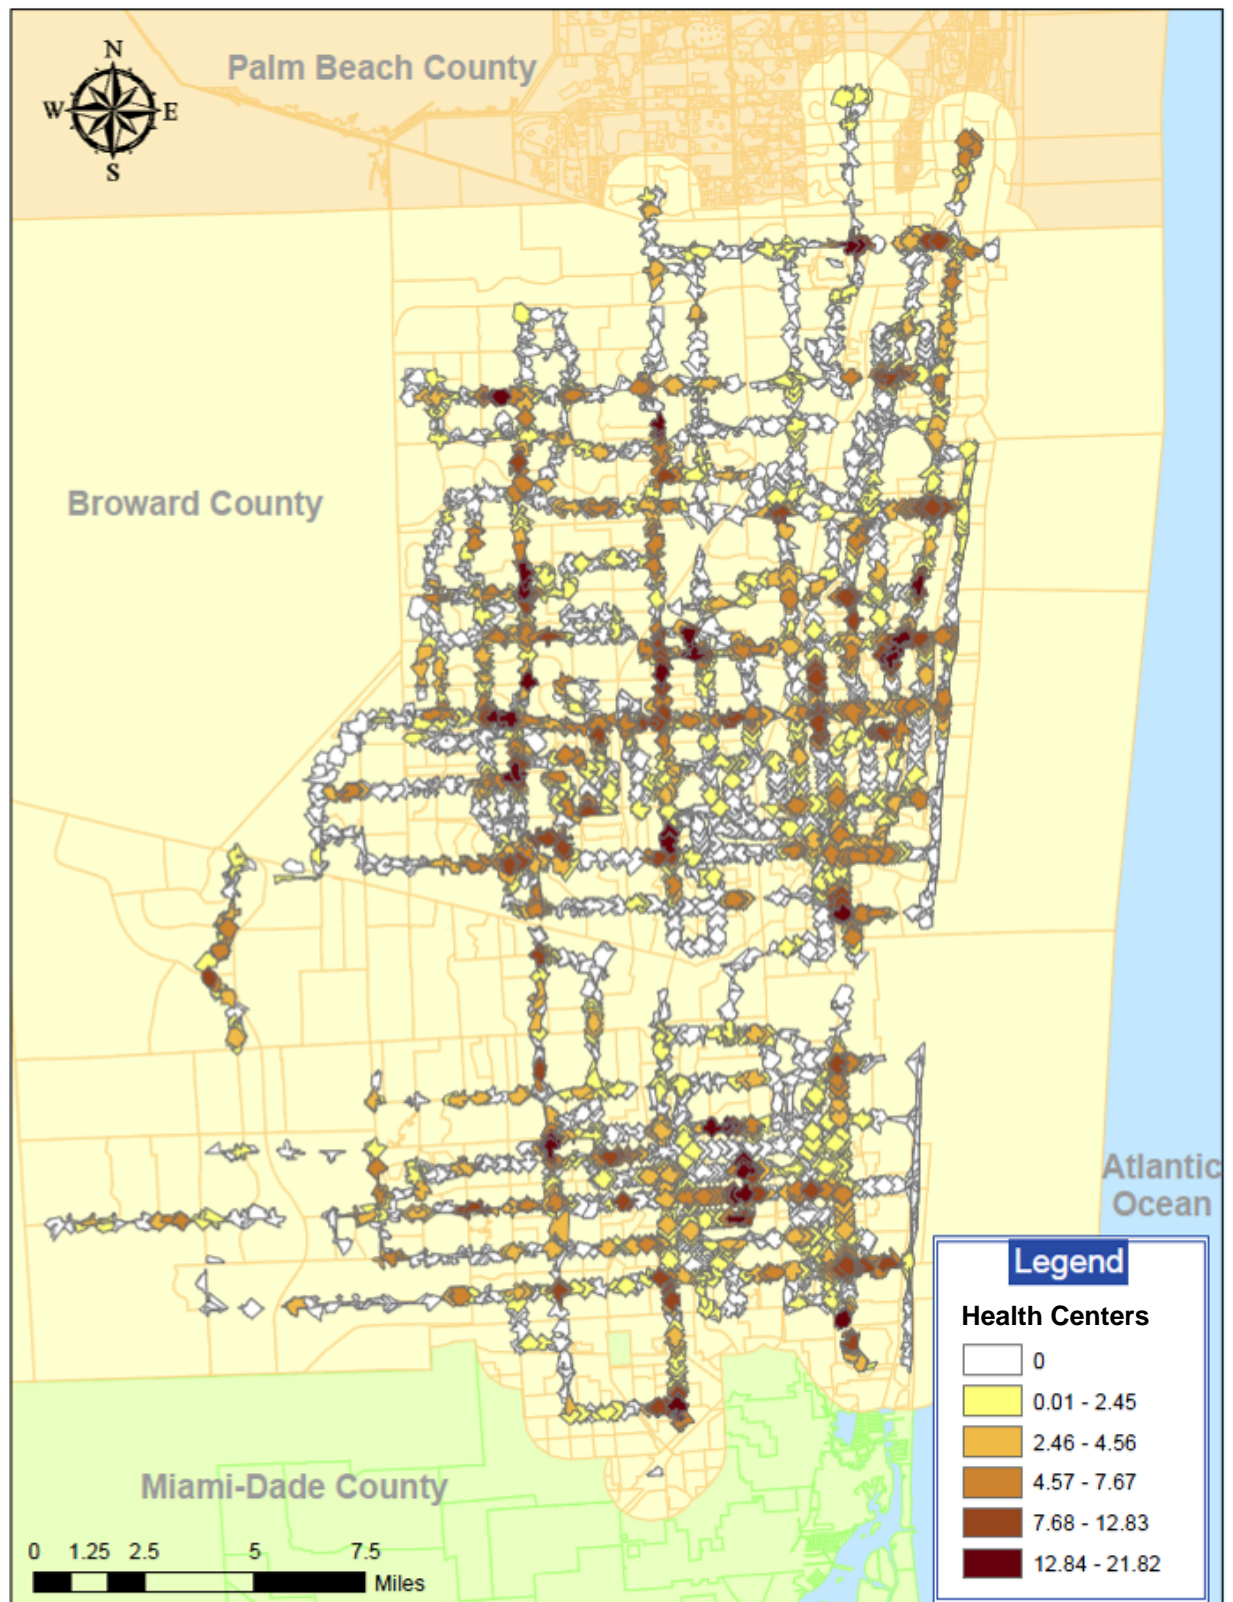 N
W E
S
Palm Beach County
Broward County
Atlantic
Ocean
Miami-Dade County
0 1.25 2.5 5 7.5
Miles
Legend
Health Centers
0
0.01 - 2.45
2.46 - 4.56
4.57 - 7.67
7.68 - 12.83
12.84 - 21.82